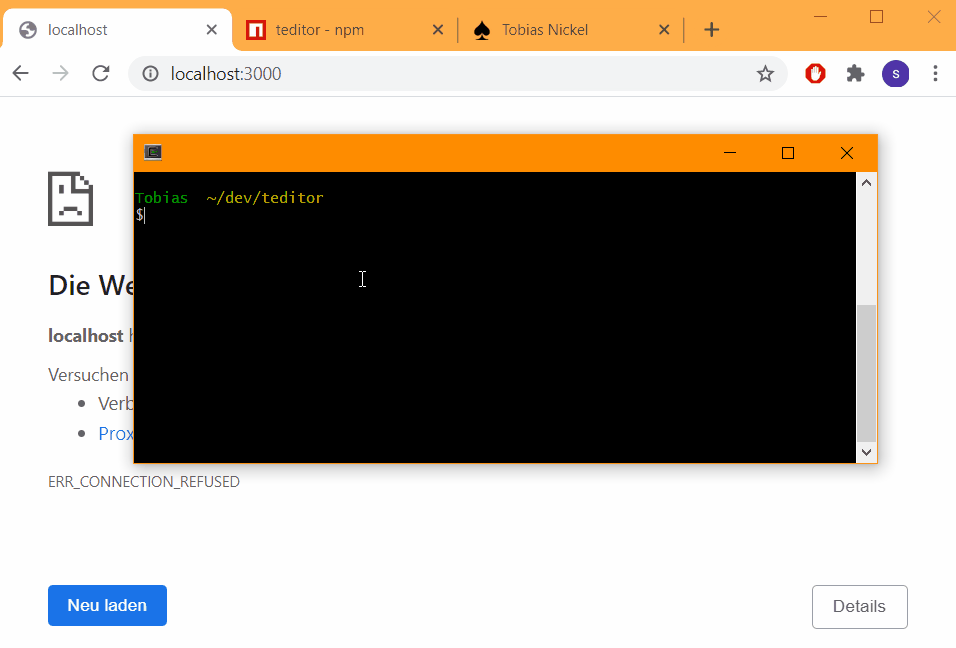 localhost
teditor - npm
Tobias Nickel
localhost:3000
s
Tobias ~/dev/teditor
$
Die We
localhost
Versuchen
Verb
Prox
ERR_CONNECTION_REFUSED
Neu laden
Details